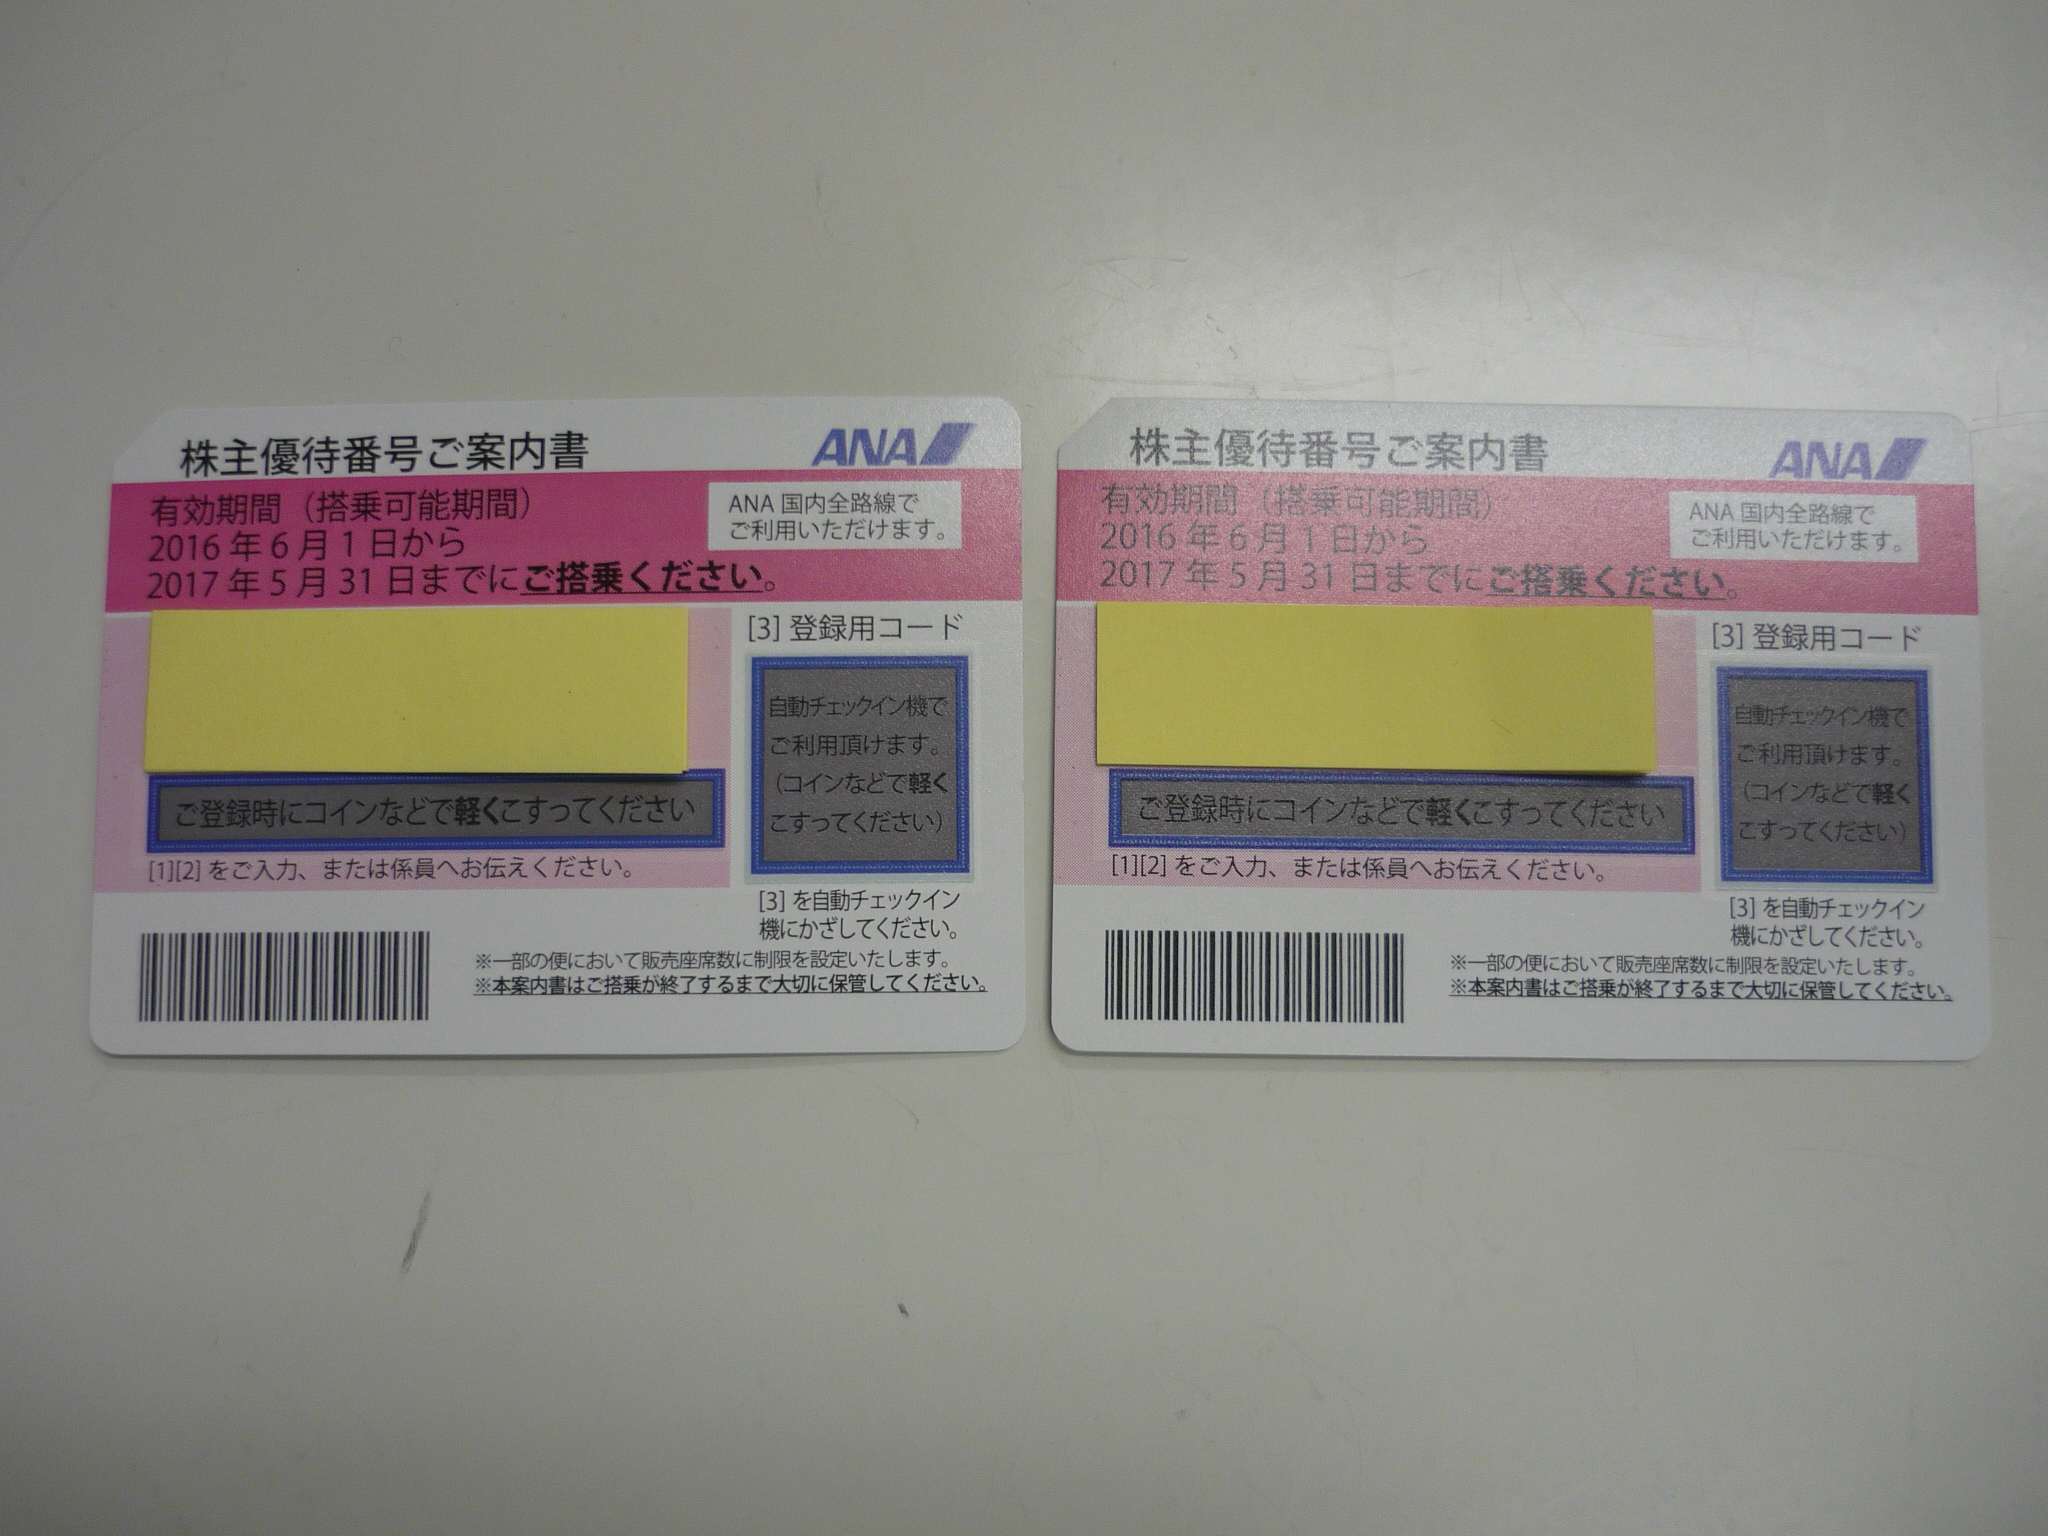 株主優待番号ご案内書
ANA
有効期間（搭乗可能期間）
2016 年 6 月 1 日から
2017 年 5 月 31 日までにご搭乗ください。
ANA 国内全路線で
ご利用いただけます。
[3] 登録用コード
自動チェックイン機で
ご利用頂けます。
（コインなどで軽く
こすってください）
ご登録時にコインなどで軽くこすってください
[1][2] をご入力、または係員へお伝えください。
[3] を自動チェックイン
機にかざしてください。
※一部の便において販売座席数に制限を設定いたします。
※本案内書はご搭乗が終了するまで大切に保管してください。
株主優待番号ご案内書
ANA
有効期間（搭乗可能期間）
2016 年 6 月 1 日から
2017 年 5 月 31 日までにご搭乗ください。
ANA 国内全路線で
ご利用いただけます。
[3] 登録用コード
自動チェックイン機で
ご利用頂けます。
（コインなどで軽く
こすってください）
ご登録時にコインなどで軽くこすってください
[1][2] をご入力、または係員へお伝えください。
[3] を自動チェックイン
機にかざしてください。
※一部の便において販売座席数に制限を設定いたします。
※本案内書はご搭乗が終了するまで大切に保管してください。